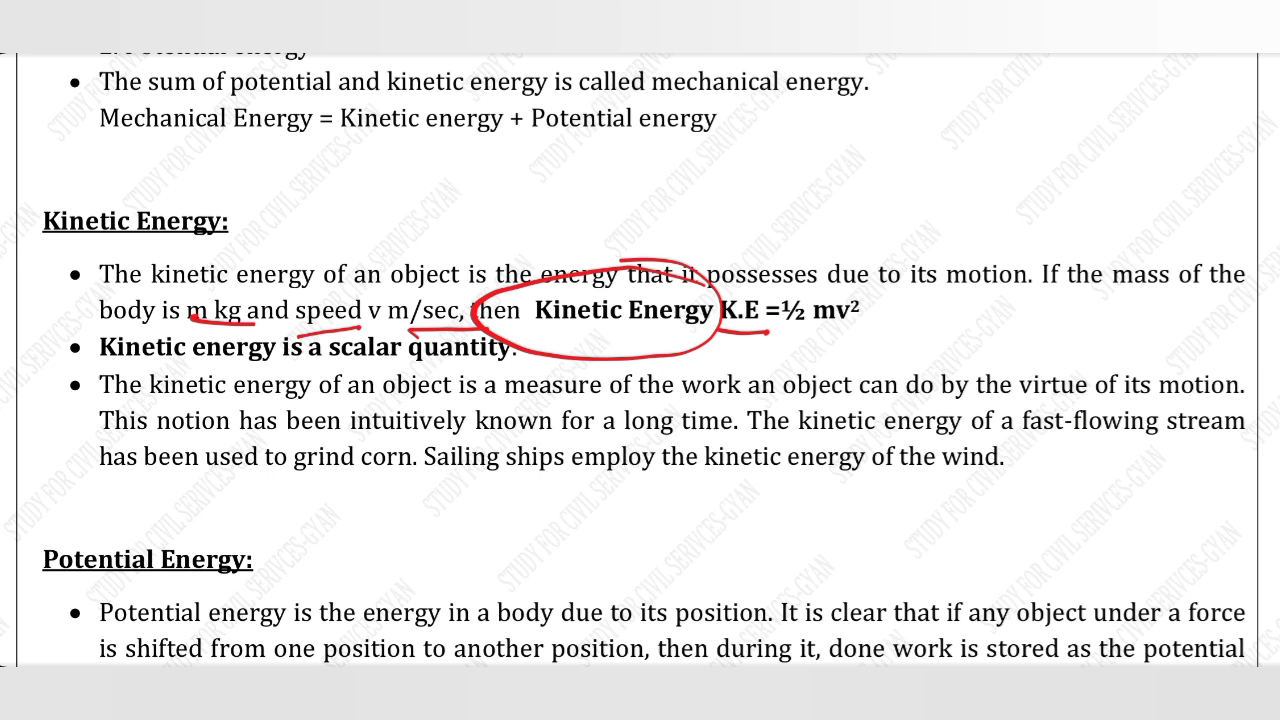 • The sum of potential and kinetic energy is called mechanical energy.
Mechanical Energy = Kinetic energy + Potential energy
Kinetic Energy:
• The kinetic energy of an object is the energy that it possesses due to its motion. If the mass of the
body is m kg and speed v m/sec, then Kinetic Energy K.E =½ mv²
• Kinetic energy is a scalar quantity.
• The kinetic energy of an object is a measure of the work an object can do by the virtue of its motion.
This notion has been intuitively known for a long time. The kinetic energy of a fast-flowing stream
has been used to grind corn. Sailing ships employ the kinetic energy of the wind.
Potential Energy:
• Potential energy is the energy in a body due to its position. It is clear that if any object under a force
is shifted from one position to another position, then during it, done work is stored as the potential
STUDY FOR CIVIL SERIVCES-GYAN